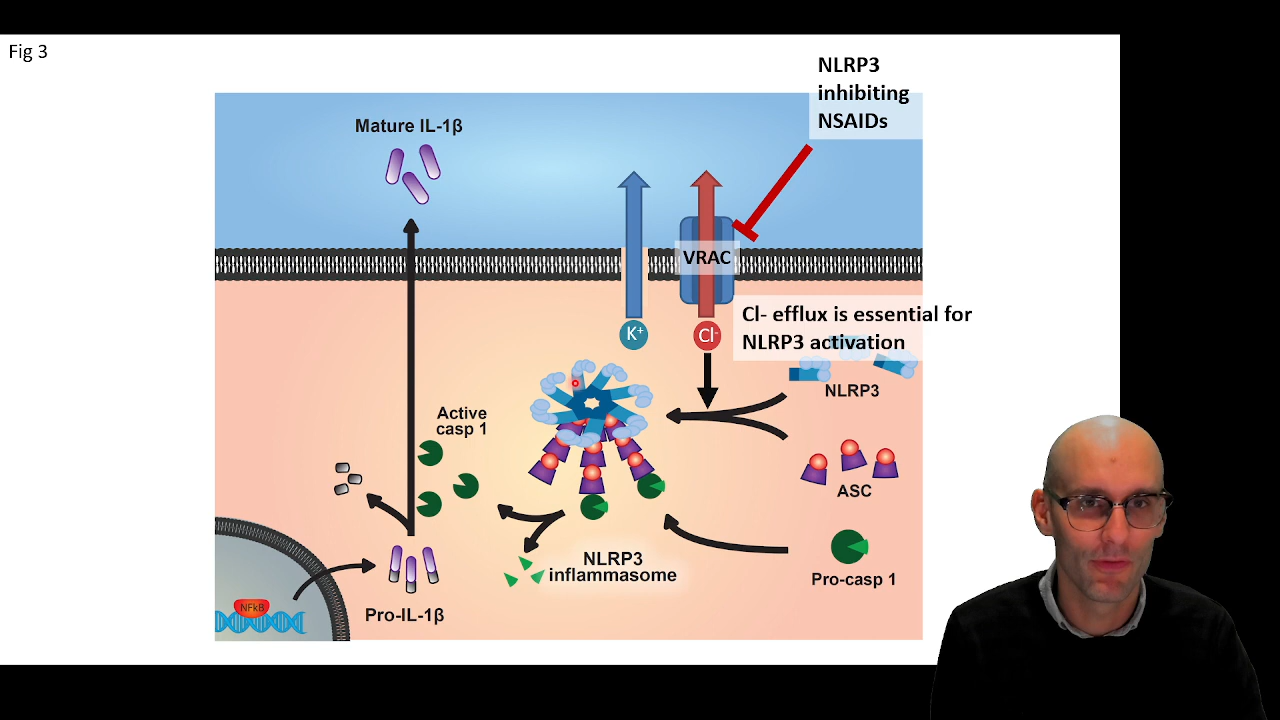 Fig 3
NLRP3
inhibiting
NSAIDs
Mature IL-1β
VRAC
K+
Cl-
Cl- efflux is essential for
NLRP3 activation
NLRP3
Active
casp 1
ASC
NLRP3
inflammasome
Pro-casp 1
NFkB
Pro-IL-1β